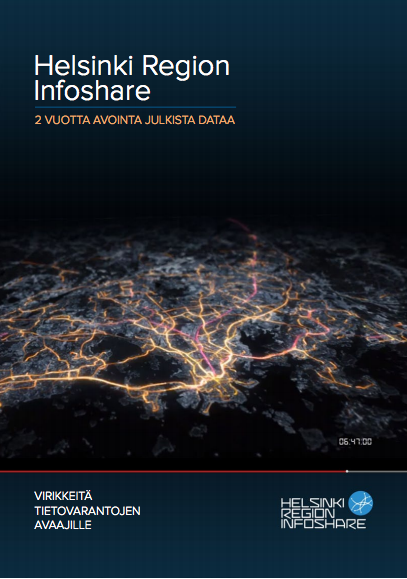 Helsinki Region
Infoshare
2 VUOTTA AVOINTA JULKISTA DATAA
06:47:00
VIRIKKEITÄ
TIETOVARANTOJEN
AVAAJILLE
HELSINKI
REGION
INFOSHARE